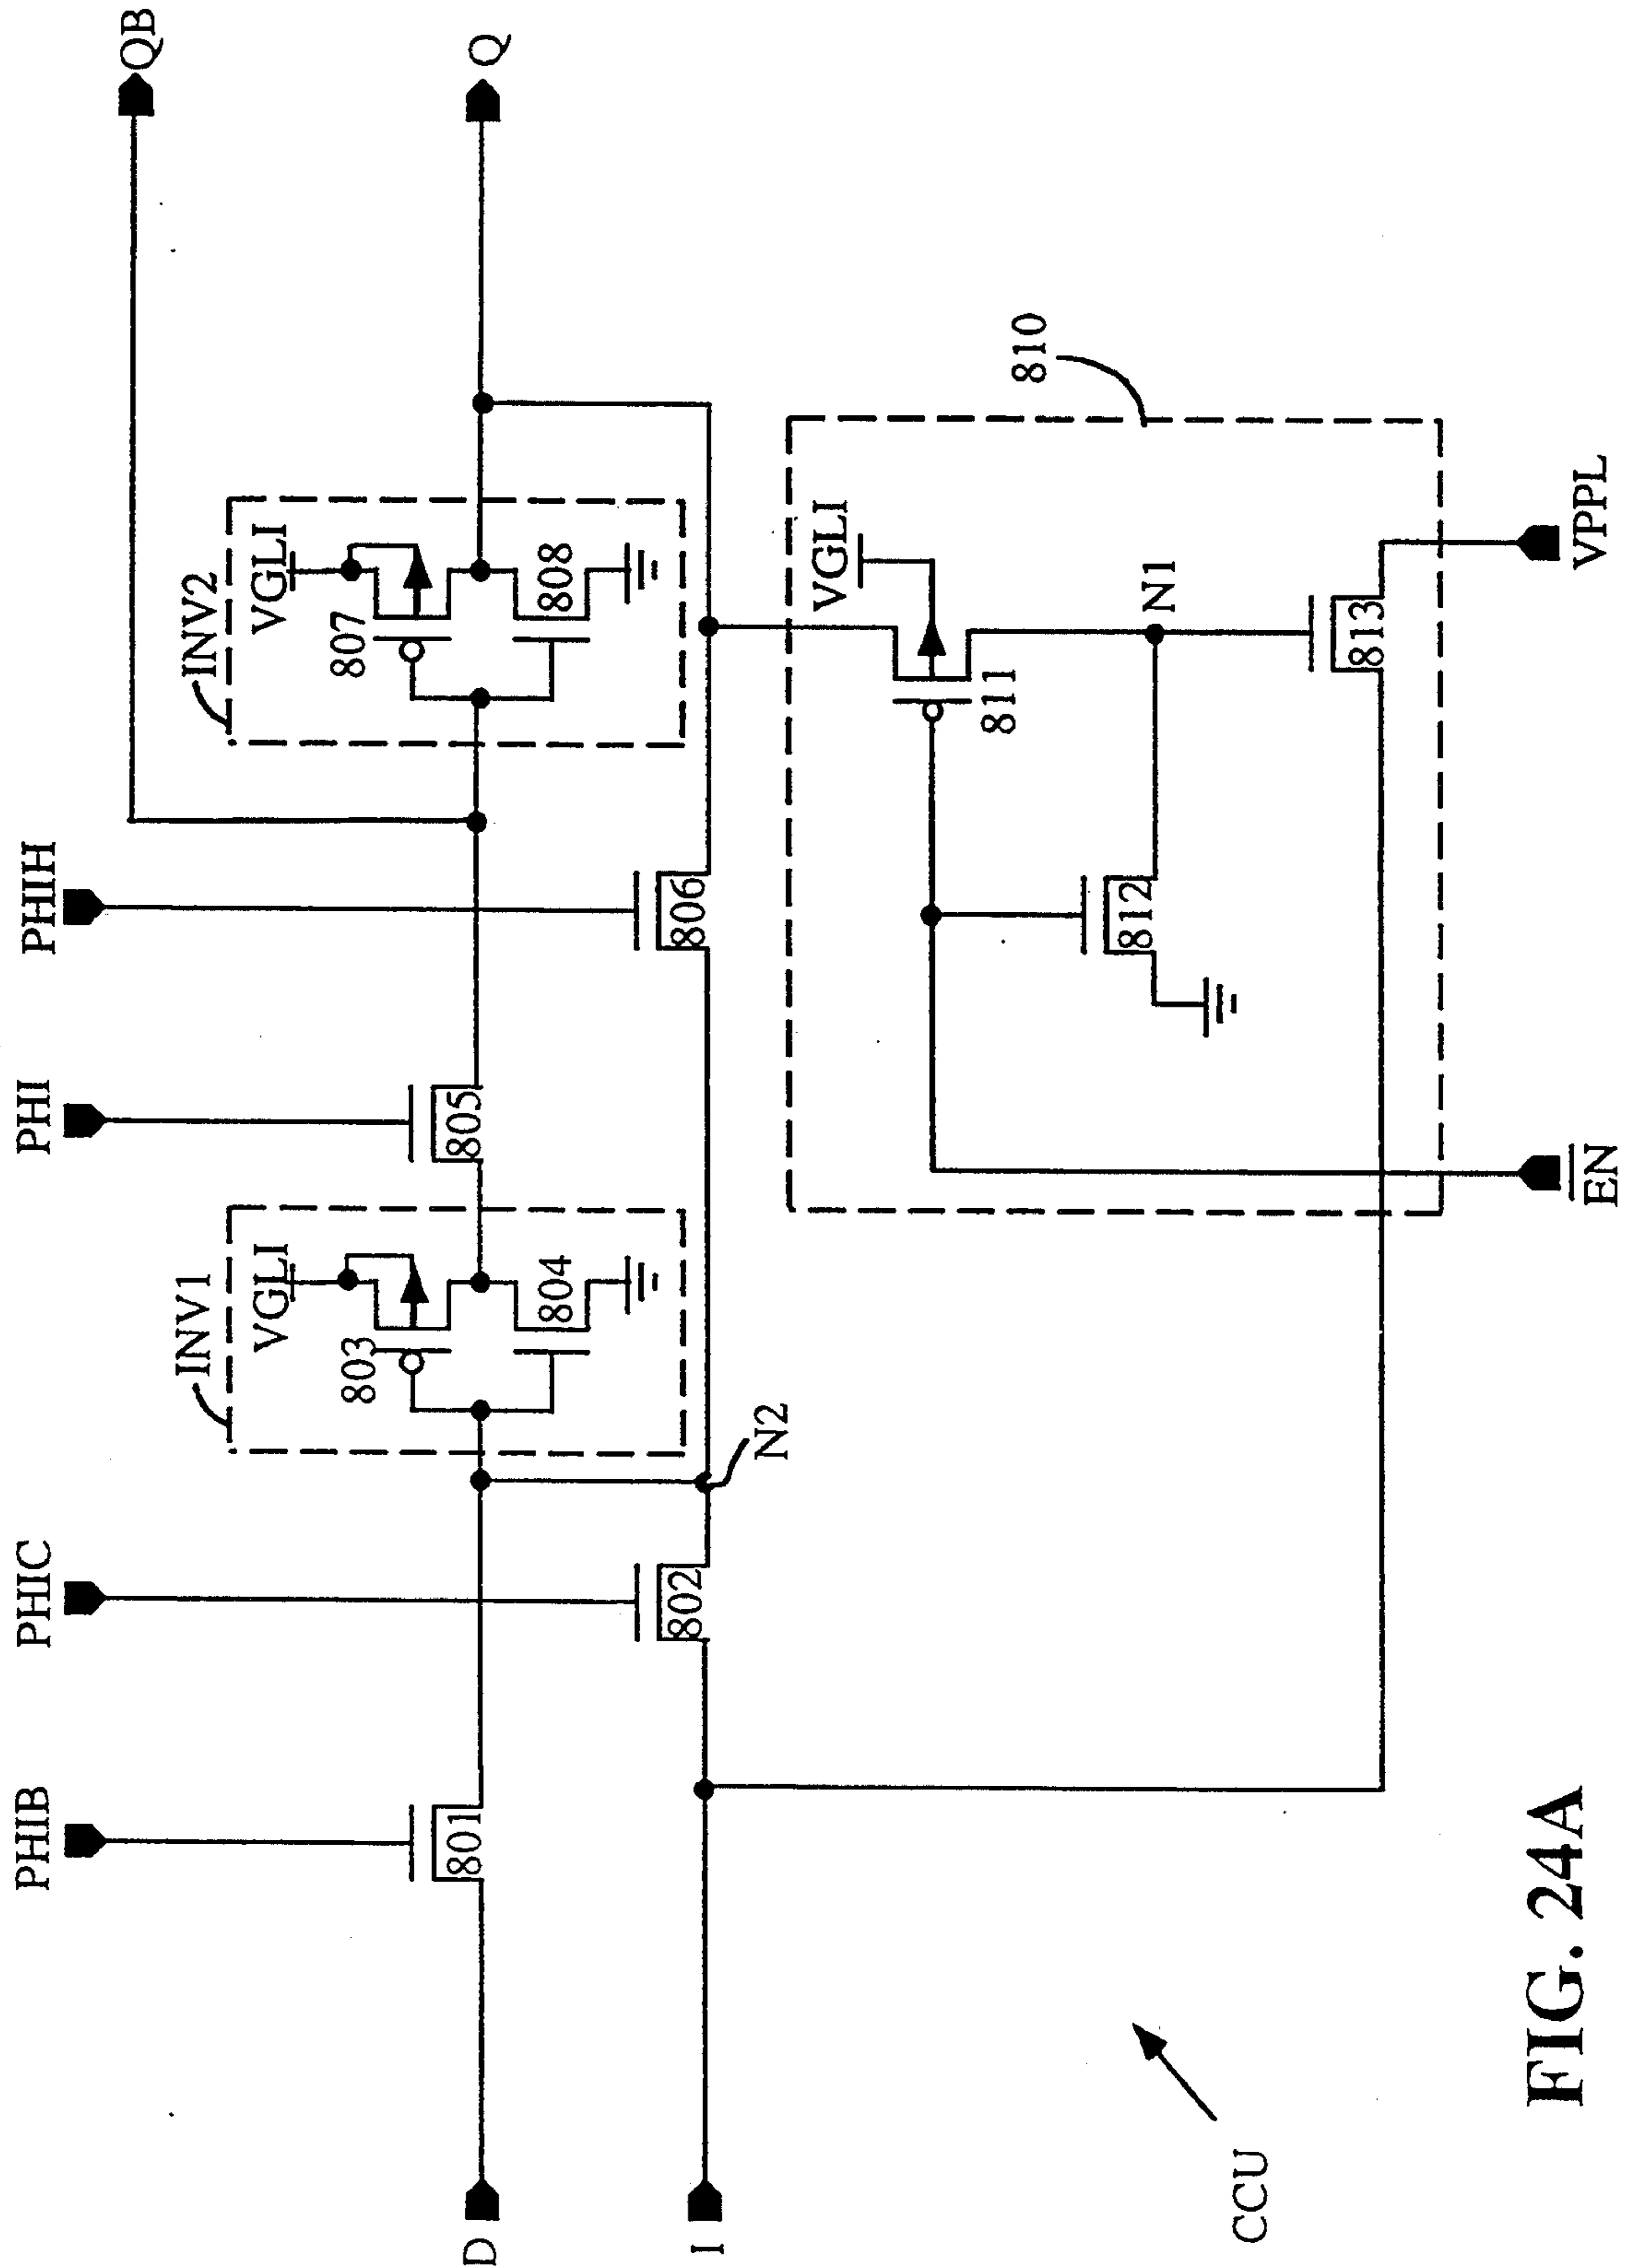 PHIB
PHIC
PHI
PHIH
QB
INV1
INV2
VGLI
VGLI
803
807
804
808
D
801
805
Q
I
802
806
N2
810
VGLI
811
812
N1
813
EN
VPPL
CCU
FIG. 24A